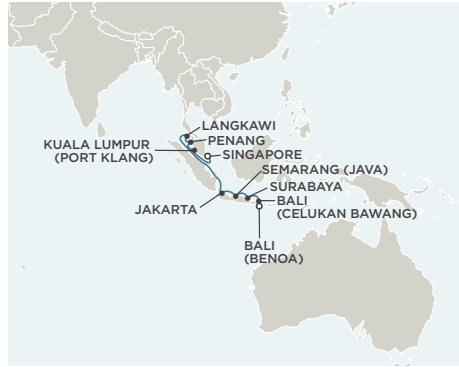 LANGKAWI
PENANG
KUALA LUMPUR
(PORT KLANG)
SINGAPORE
SEMARANG (JAVA)
SURABAYA
BALI
(CELUKAN BAWANG)
JAKARTA
BALI
(BENOA)